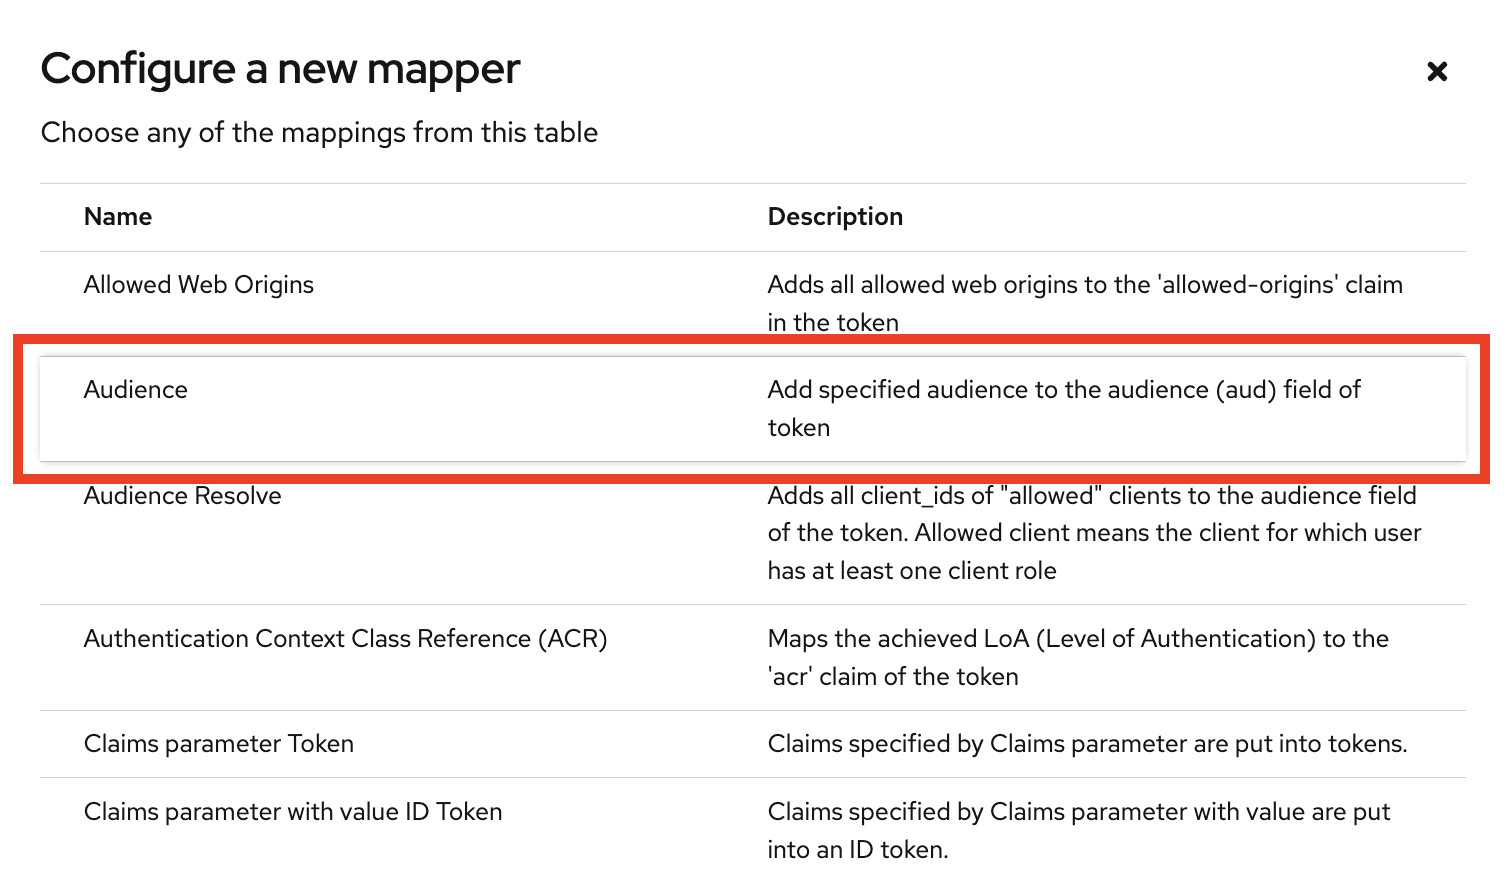 Configure a new mapper
Choose any of the mappings from this table
Name Description
Allowed Web Origins Adds all allowed web origins to the 'allowed-origins' claim
in the token
Audience Add specified audience to the audience (aud) field of
token
Audience Resolve Adds all client_ids of "allowed" clients to the audience field
of the token. Allowed client means the client for which user
has at least one client role
Authentication Context Class Reference (ACR) Maps the achieved LoA (Level of Authentication) to the
'acr' claim of the token
Claims parameter Token Claims specified by Claims parameter are put into tokens.
Claims parameter with value ID Token Claims specified by Claims parameter with value are put
into an ID token.